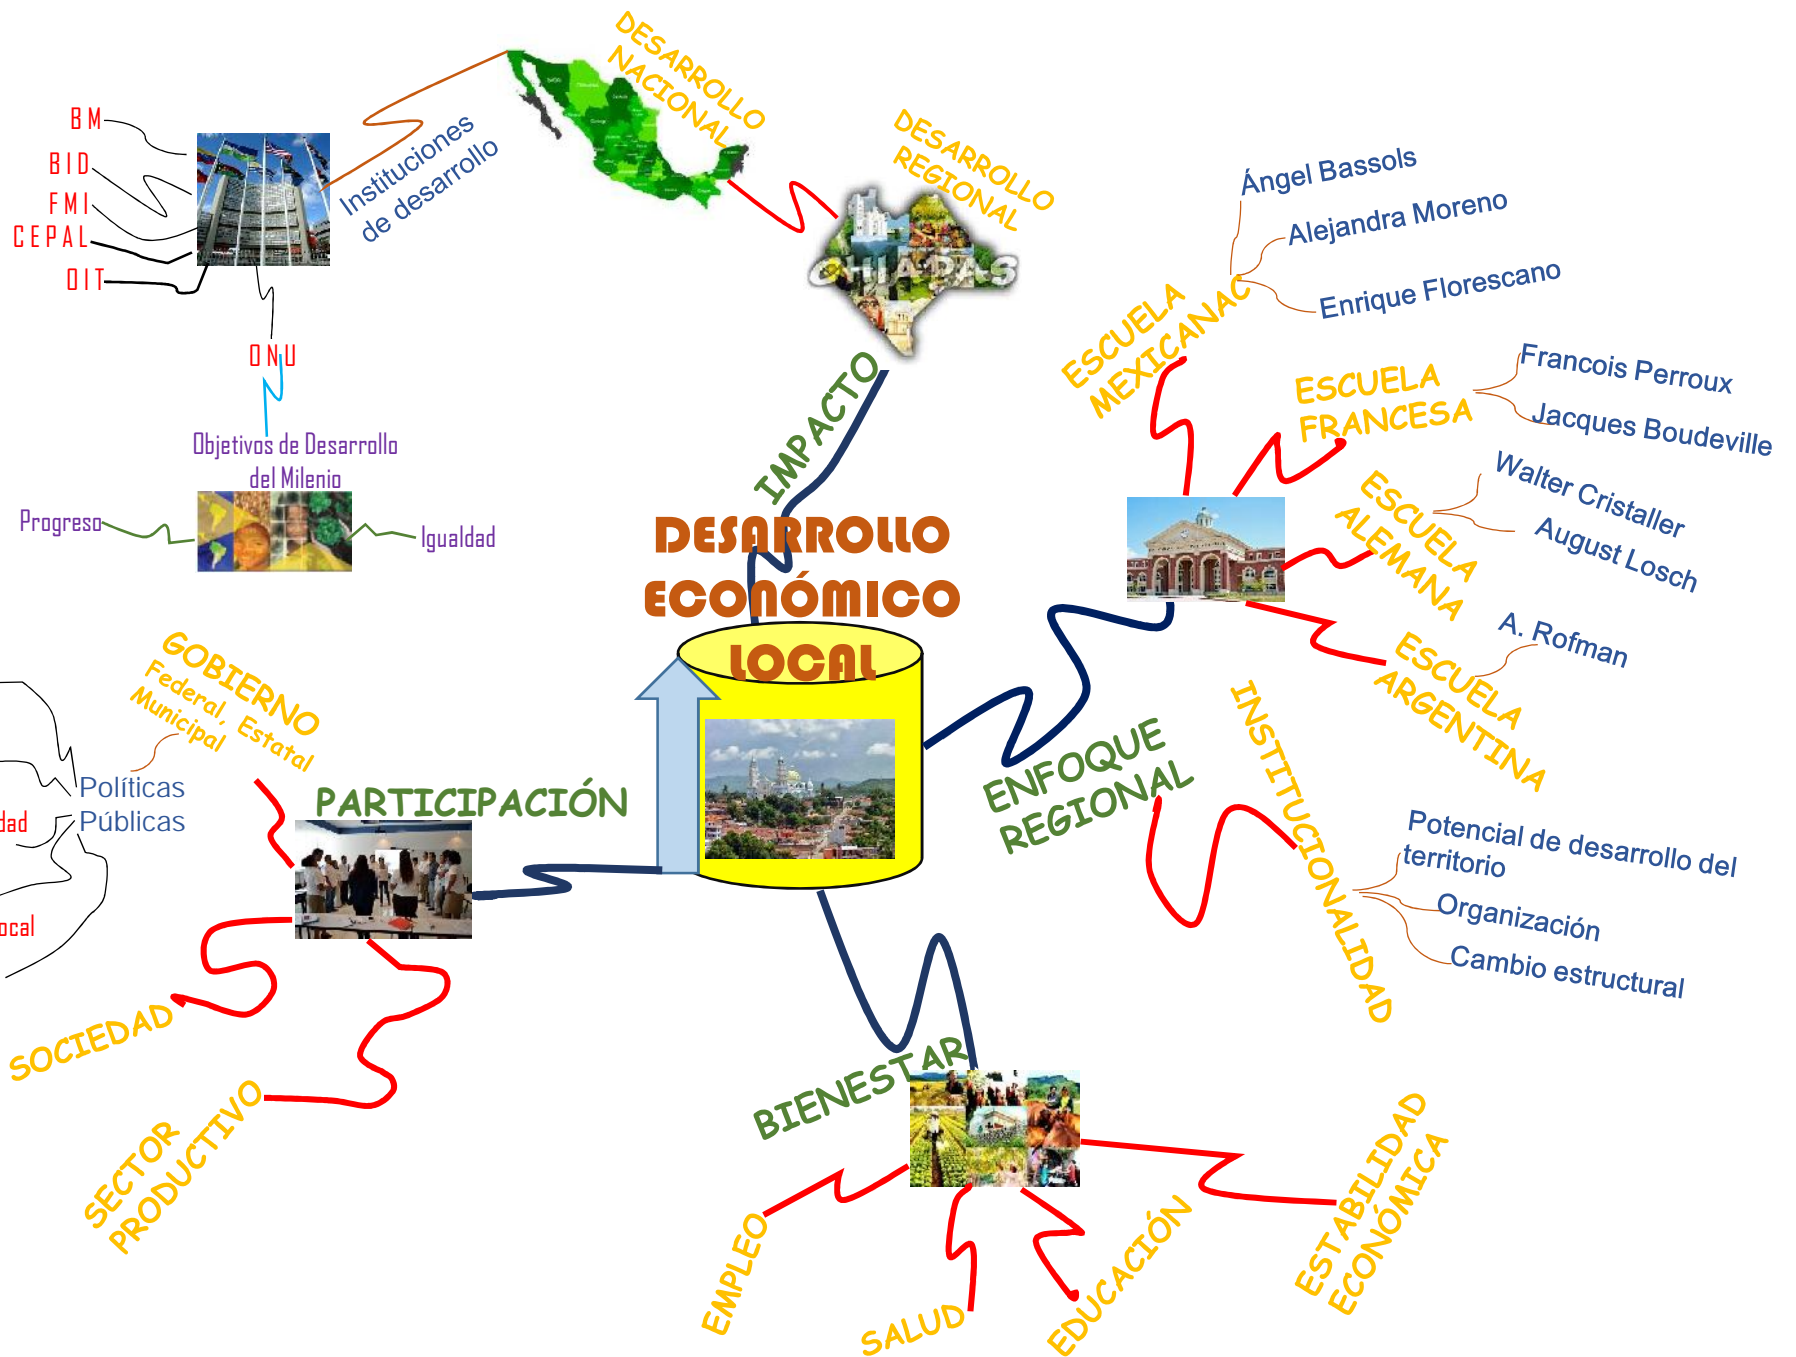 DESARROLLO
NACIONAL
DESARROLLO
REGIONAL
CHIAPAS
Instituciones
de desarrollo
BM
BID
FMI
CEPAL
OIT
ONU
Objetivos de Desarrollo
del Milenio
Progreso
Igualdad
IMPACTO
DESARROLLO
ECONÓMICO
LOCAL
Ángel Bassols
Alejandra Moreno
Enrique Florescano
ESCUELA
MEXICANAC
ESCUELA
FRANCESA
Francois Perroux
Jacques Boudeville
ESCUELA
ALEMANA
Walter Cristaller
August Losch
ESCUELA
ARGENTINA
A. Rofman
ENFOQUE
REGIONAL
INSTITUCIONALIDAD
Potencial de desarrollo del
territorio
Organización
Cambio estructural
GOBIERNO
Federal, Estatal
Municipal
Políticas
Públicas
dad
ocal
PARTICIPACIÓN
SOCIEDAD
SECTOR
PRODUCTIVO
BIENESTAR
EMPLEO
SALUD
EDUCACIÓN
ESTABILIDAD
ECONÓMICA